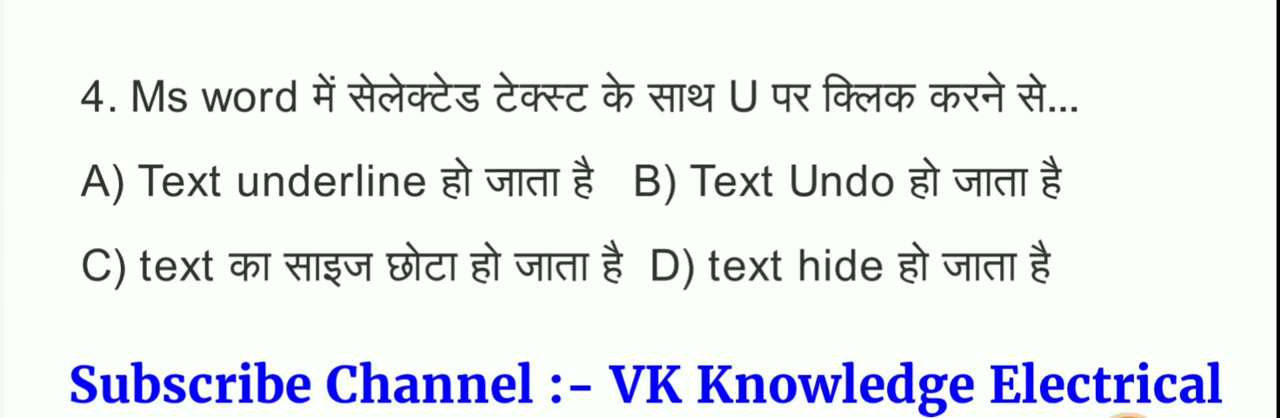 4. Ms word में सेलेक्टेड टेक्स्ट के साथ U पर क्लिक करने से...
A) Text underline हो जाता है B) Text Undo हो जाता है
C) text का साइज छोटा हो जाता है D) text hide हो जाता है
Subscribe Channel :- VK Knowledge Electrical